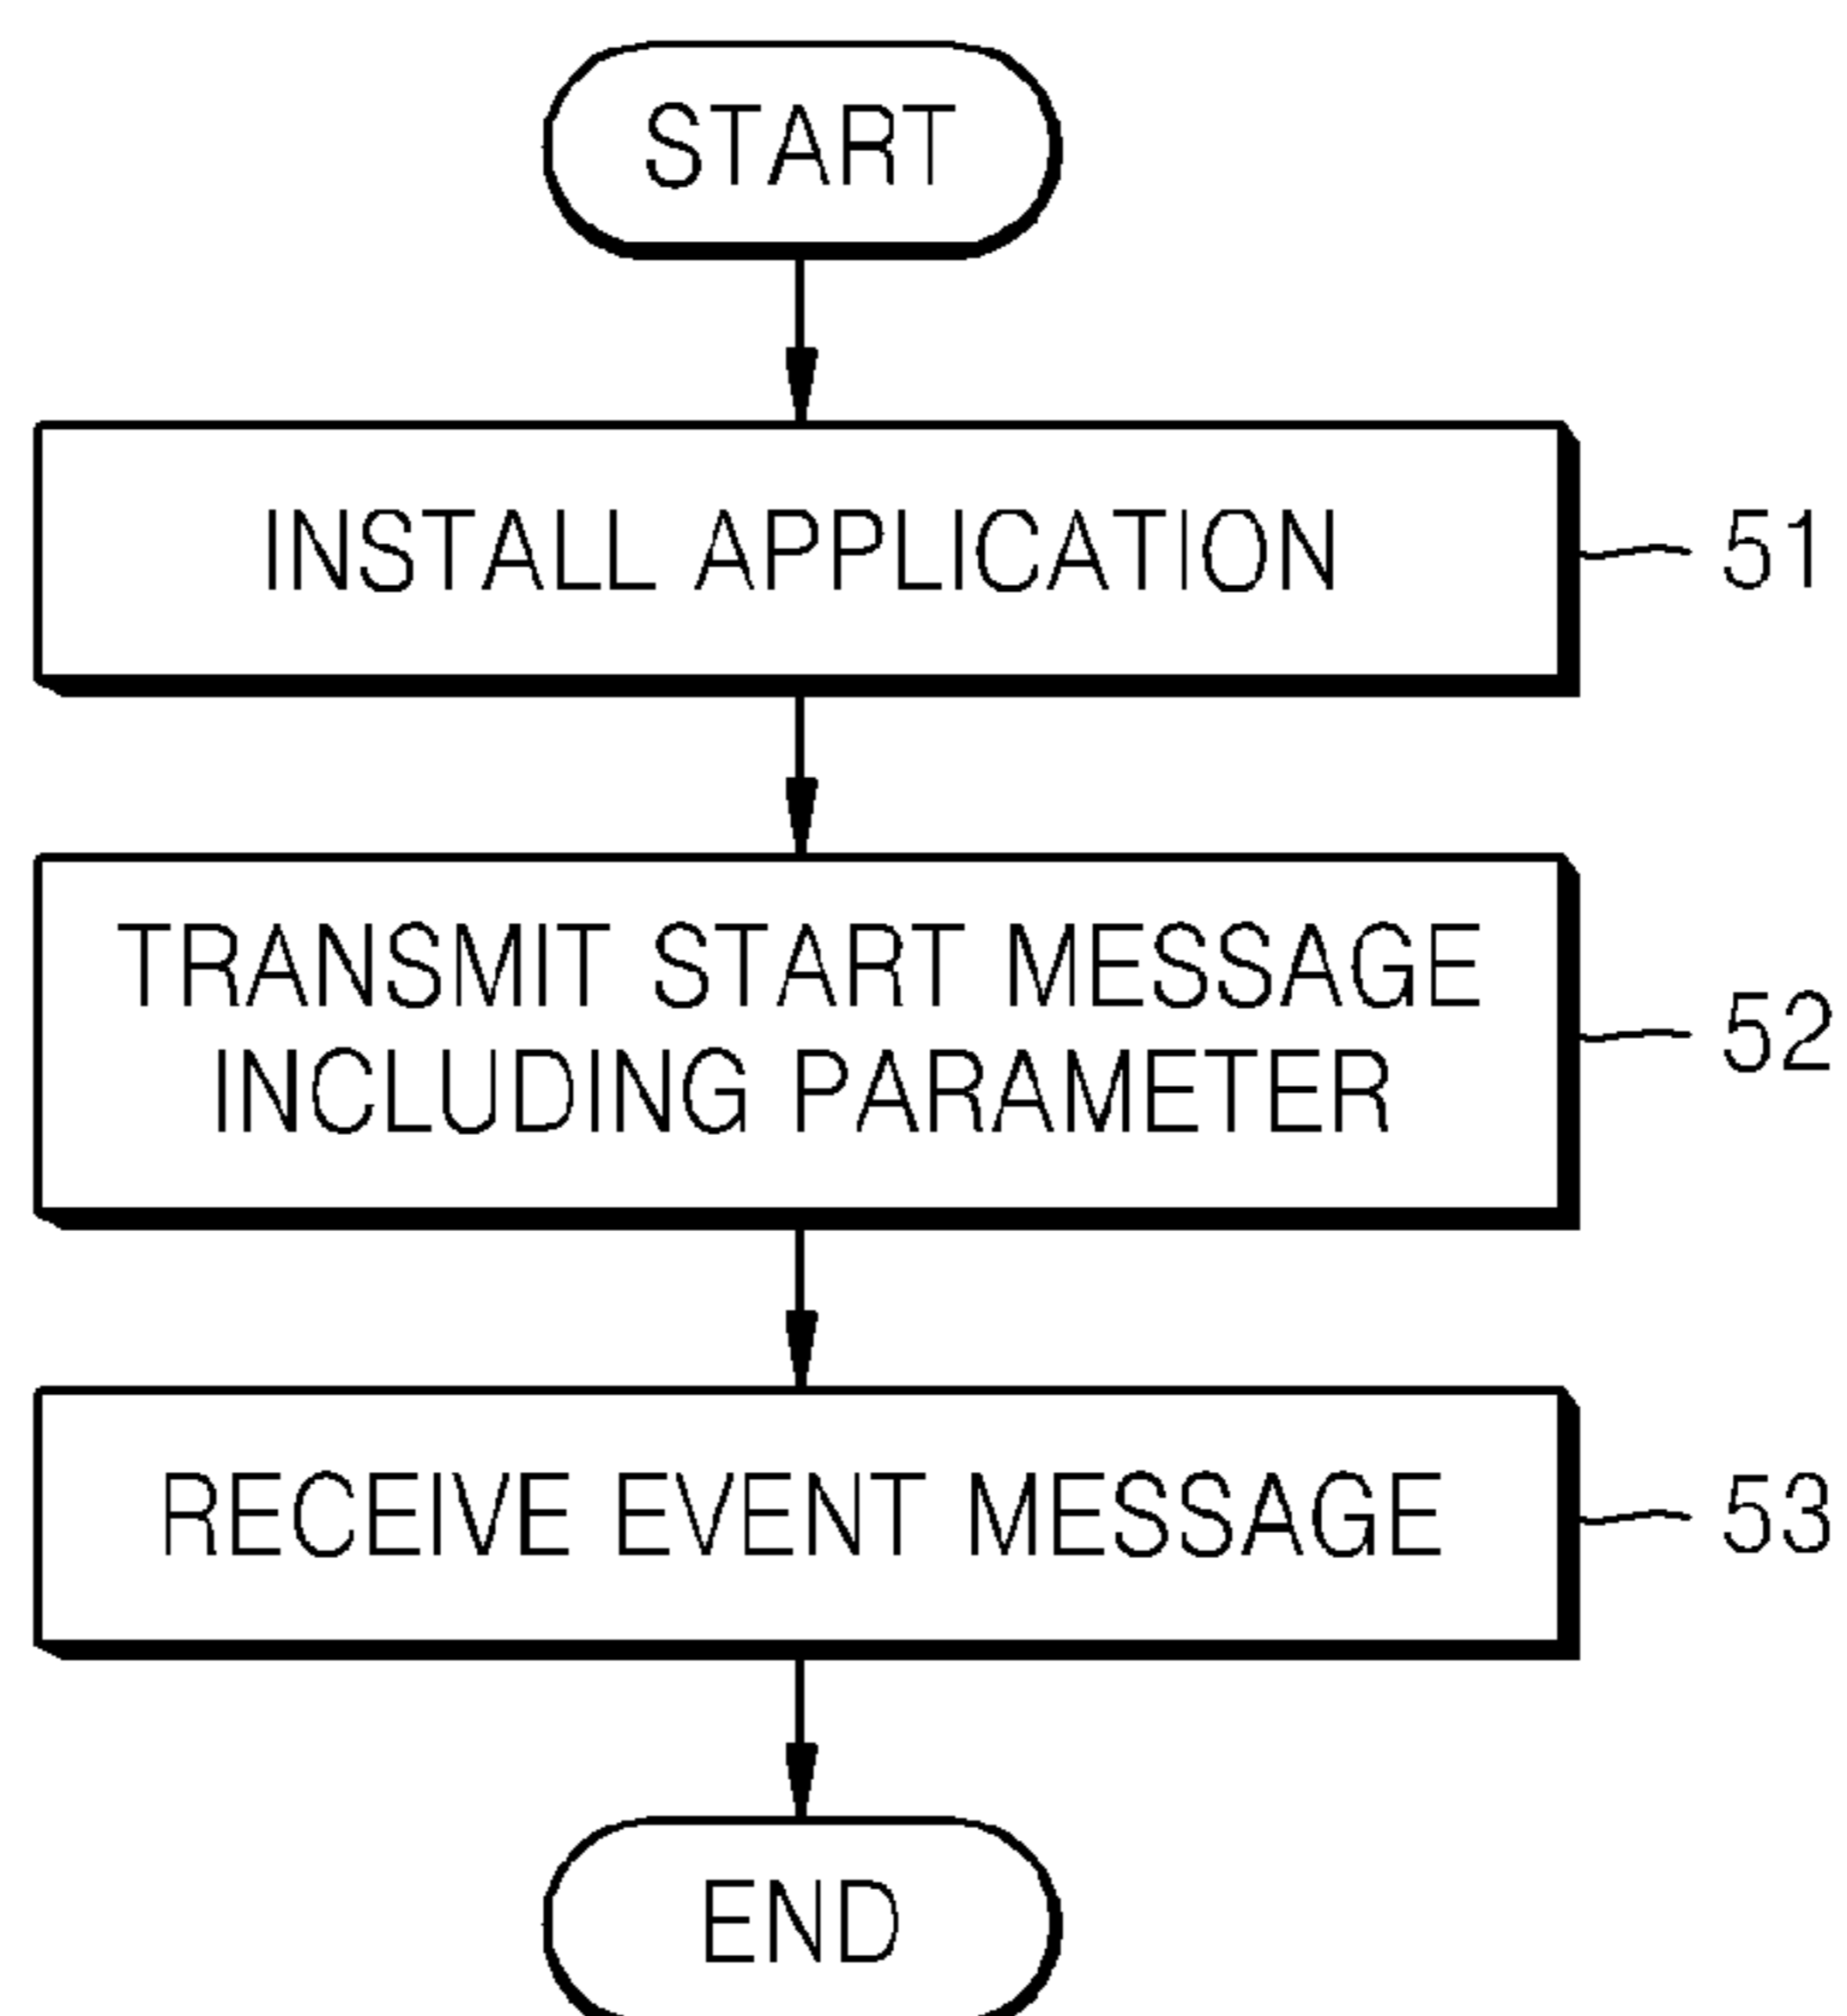 START
INSTALL APPLICATION
51
TRANSMIT START MESSAGE
INCLUDING PARAMETER
52
RECEIVE EVENT MESSAGE
53
END